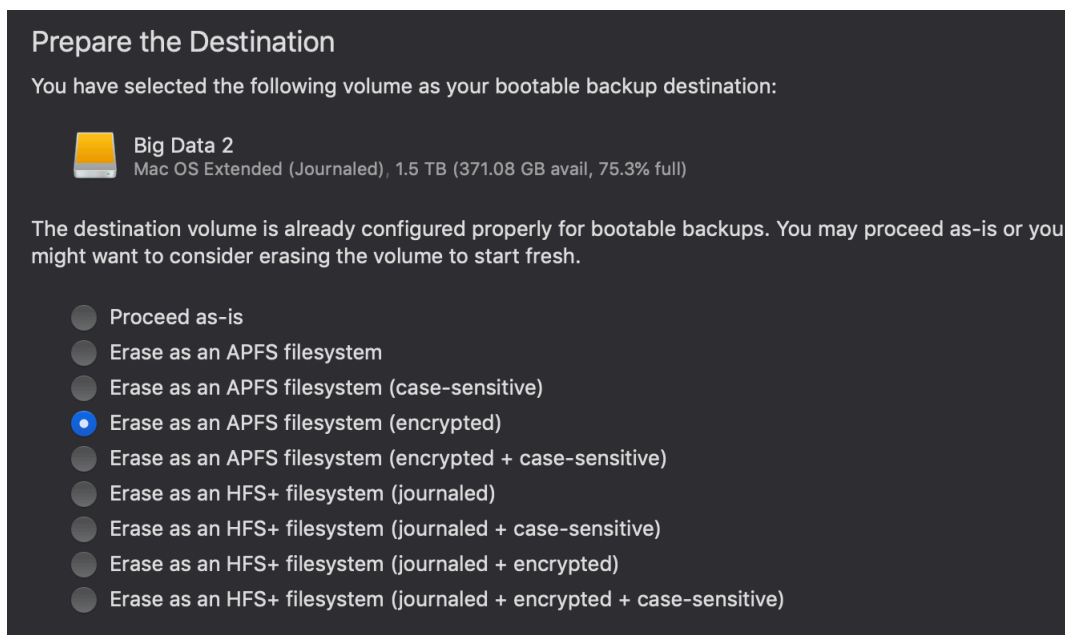 Prepare the Destination
You have selected the following volume as your bootable backup destination:
Big Data 2
Mac OS Extended (Journaled), 1.5 TB (371.08 GB avail, 75.3% full)
The destination volume is already configured properly for bootable backups. You may proceed as-is or you
might want to consider erasing the volume to start fresh.
Proceed as-is
Erase as an APFS filesystem
Erase as an APFS filesystem (case-sensitive)
Erase as an APFS filesystem (encrypted)
Erase as an APFS filesystem (encrypted + case-sensitive)
Erase as an HFS+ filesystem (journaled)
Erase as an HFS+ filesystem (journaled + case-sensitive)
Erase as an HFS+ filesystem (journaled + encrypted)
Erase as an HFS+ filesystem (journaled + encrypted + case-sensitive)